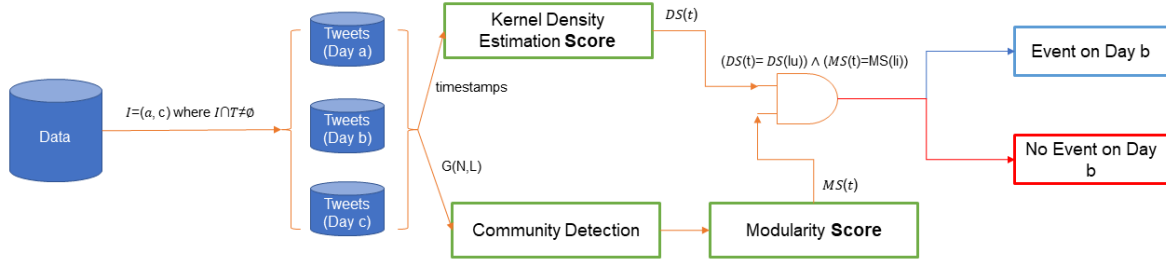 Data
I=(a, c) where I∩T≠∅
Tweets
(Day a)
Tweets
(Day b)
Tweets
(Day c)
timestamps
G(N,L)
Kernel Density
Estimation Score
DS(t)
Community Detection
Modularity Score
MS(t)
(DS(t)= DS(lu)) ∧ (MS(t)=MS(li))
Event on Day b
No Event on Day
b